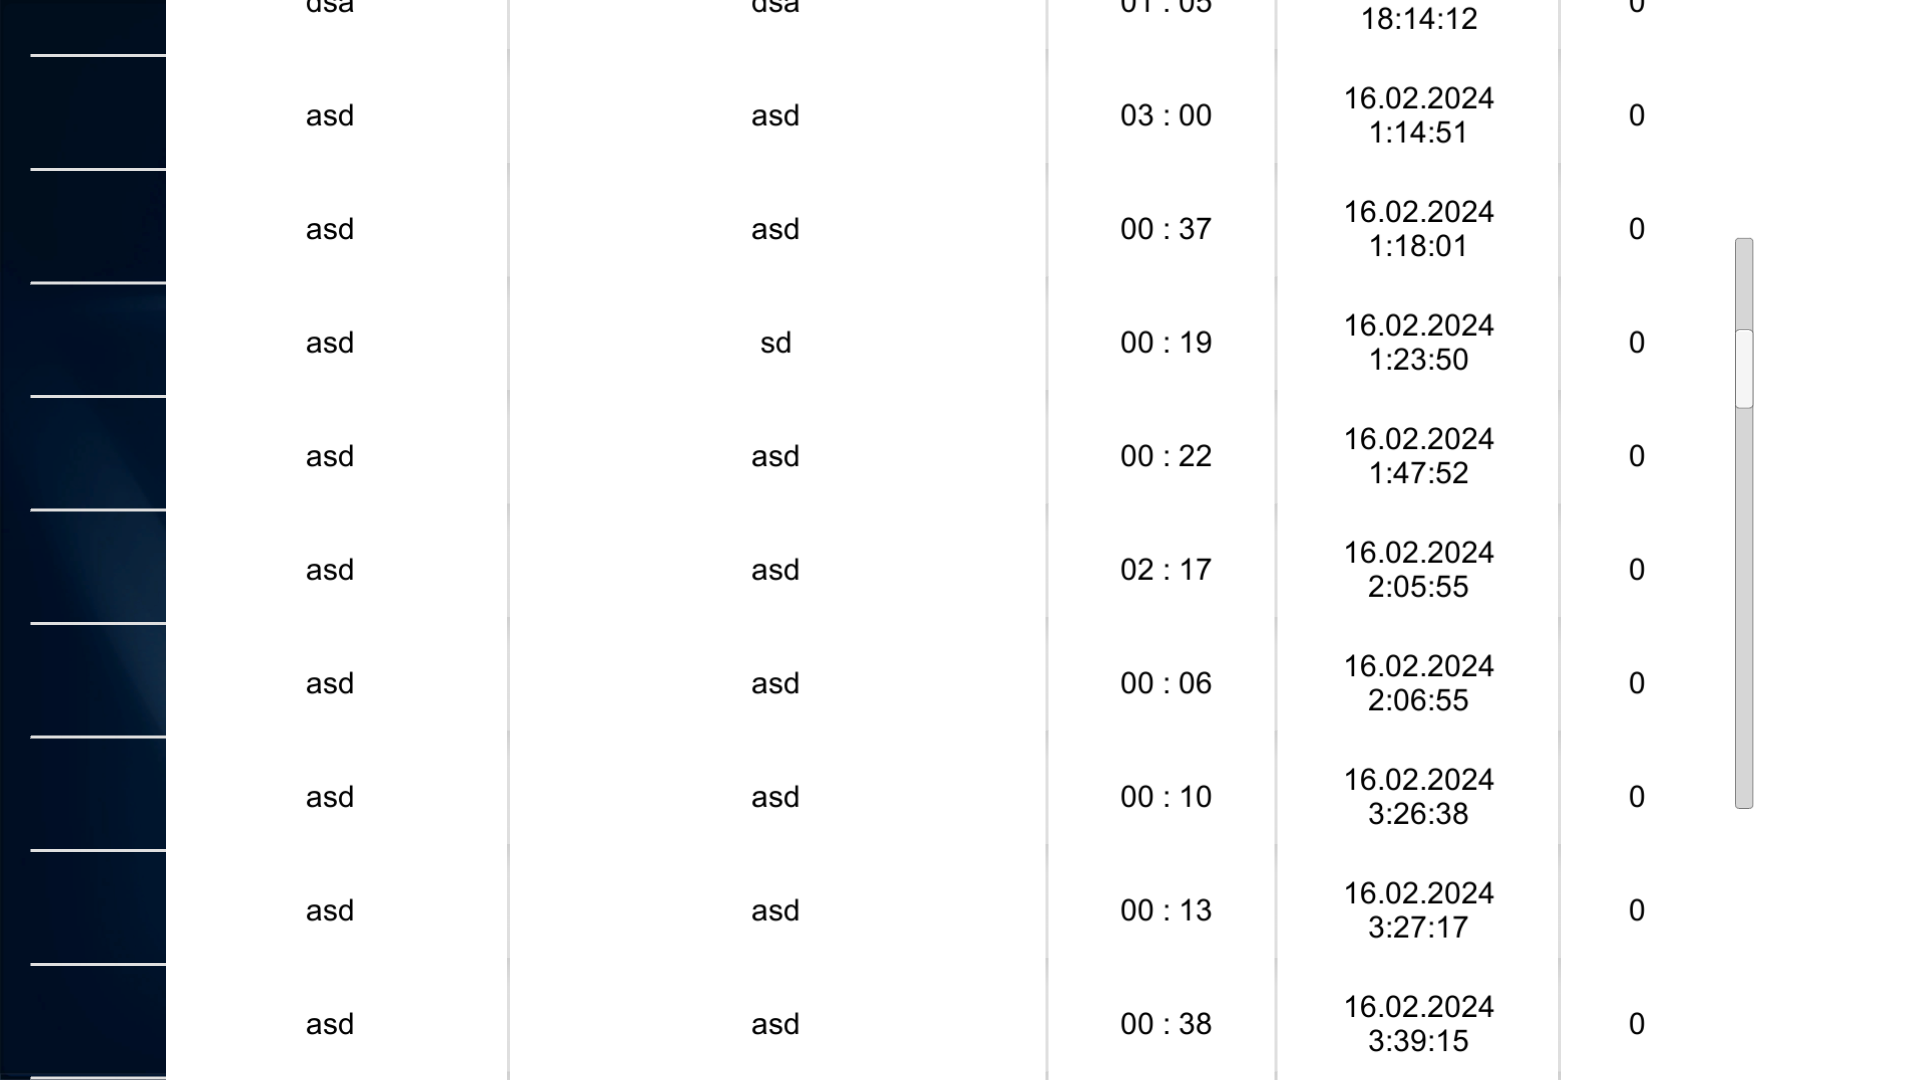 dsa dsa 01 : 05 18:14:12 0
asd asd 03 : 00 16.02.2024 0
1:14:51
asd asd 00 : 37 16.02.2024 0
1:18:01
asd sd 00 : 19 16.02.2024 0
1:23:50
asd asd 00 : 22 16.02.2024 0
1:47:52
asd asd 02 : 17 16.02.2024 0
2:05:55
asd asd 00 : 06 16.02.2024 0
2:06:55
asd asd 00 : 10 16.02.2024 0
3:26:38
asd asd 00 : 13 16.02.2024 0
3:27:17
asd asd 00 : 38 16.02.2024 0
3:39:15